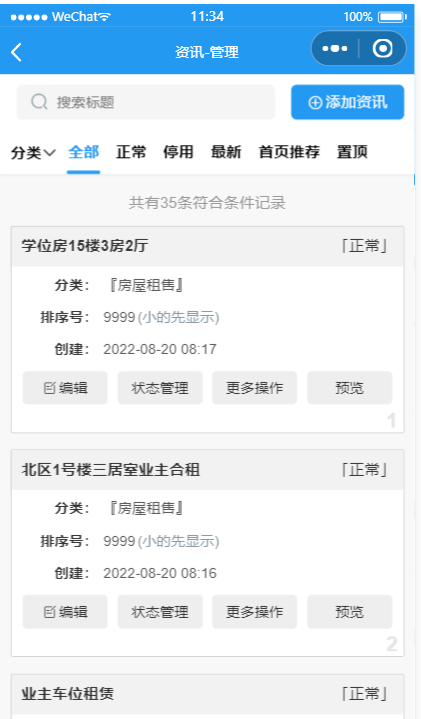 WeChat 11:34 100%
资讯-管理
搜索标题 添加资讯
分类 全部 正常 停用 最新 首页推荐 置顶
共有35条符合条件记录
学位房15楼3房2厅 「正常」
分类： 『房屋租售』
排序号： 9999(小的先显示)
创建： 2022-08-20 08:17
编辑 状态管理 更多操作 预览
1
北区1号楼三居室业主合租 「正常」
分类： 『房屋租售』
排序号： 9999(小的先显示)
创建： 2022-08-20 08:16
编辑 状态管理 更多操作 预览
2
业主车位租赁 「正常」